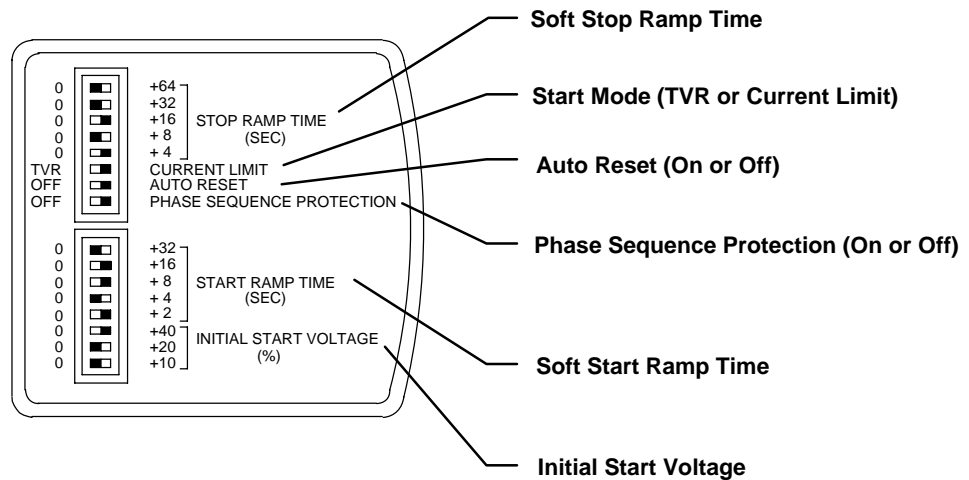 Soft Stop Ramp Time
Start Mode (TVR or Current Limit)
Auto Reset (On or Off)
Phase Sequence Protection (On or Off)
Soft Start Ramp Time
Initial Start Voltage
0 +64
0 +32
0 +16
0 + 8
0 + 4
STOP RAMP TIME
(SEC)
TVR CURRENT LIMIT
OFF AUTO RESET
OFF PHASE SEQUENCE PROTECTION
0 +32
0 +16
0 + 8
0 + 4
0 + 2
START RAMP TIME
(SEC)
0 +40
0 +20
0 +10
INITIAL START VOLTAGE
(%)